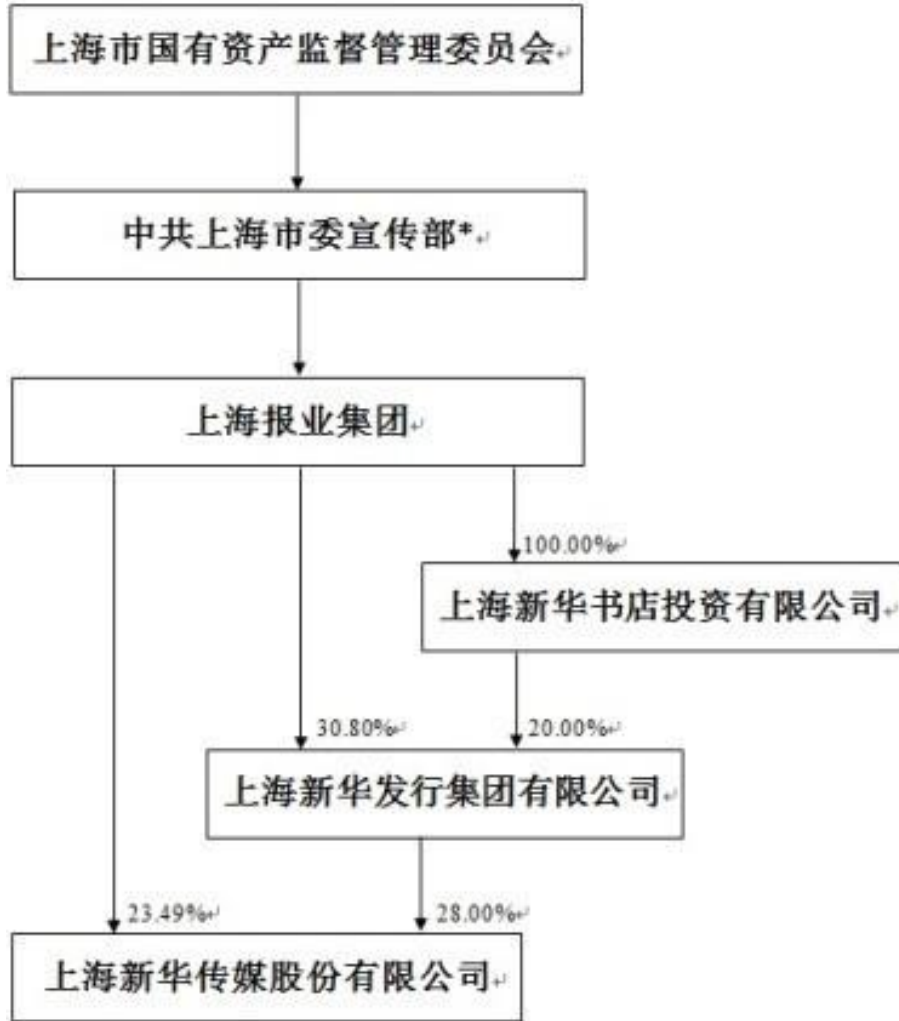 上海市国有资产监督管理委员会
中共上海市委宣传部*
上海报业集团
100.00%
上海新华书店投资有限公司
30.80%
20.00%
上海新华发行集团有限公司
23.49%
28.00%
上海新华传媒股份有限公司